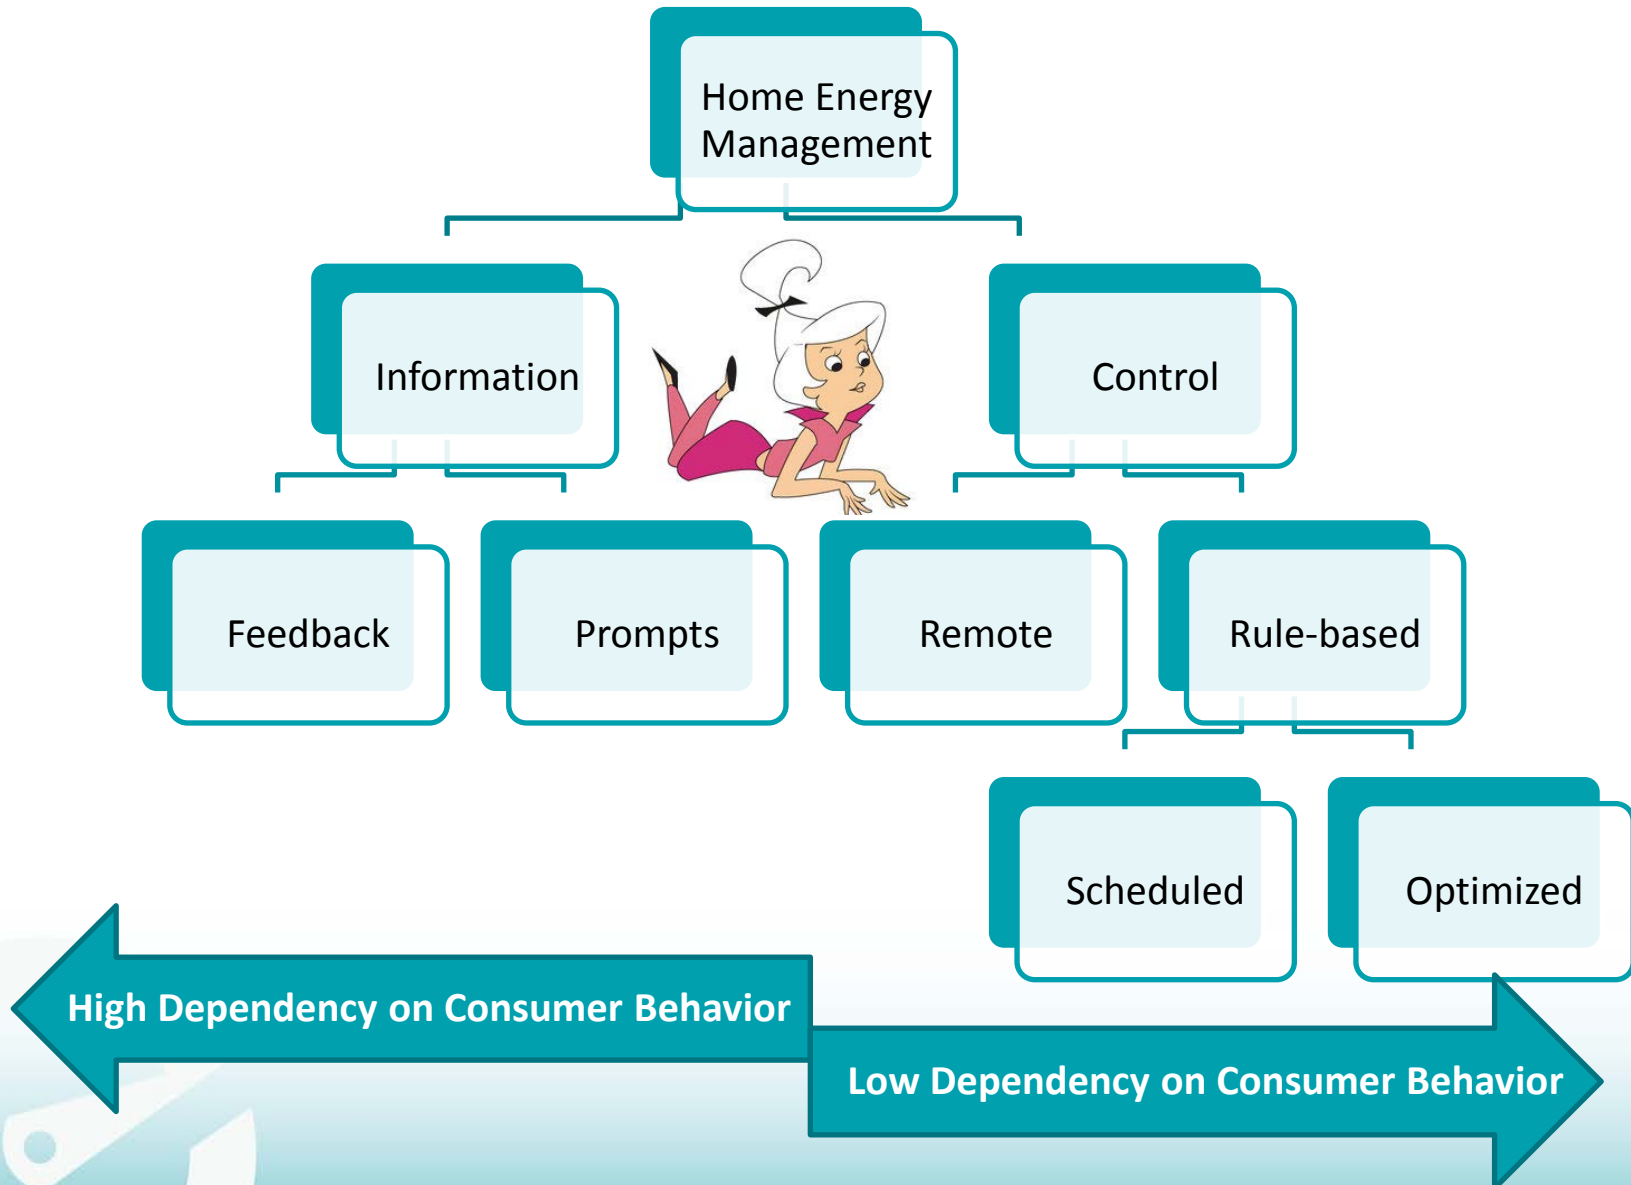 Home Energy
Management
Information
Control
Feedback
Prompts
Remote
Rule-based
Scheduled
Optimized
High Dependency on Consumer Behavior
Low Dependency on Consumer Behavior